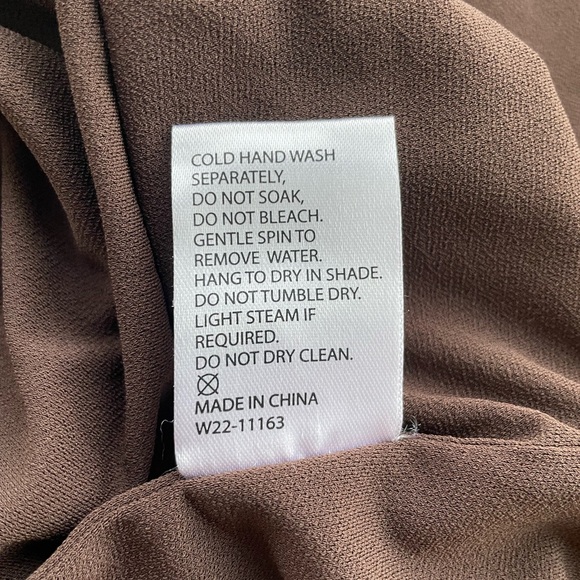 COLD HAND WASH
SEPARATELY,
DO NOT SOAK,
DO NOT BLEACH.
GENTLE SPIN TO
REMOVE WATER.
HANG TO DRY IN SHADE.
DO NOT TUMBLE DRY.
LIGHT STEAM IF
REQUIRED.
DO NOT DRY CLEAN.
MADE IN CHINA
W22-11163